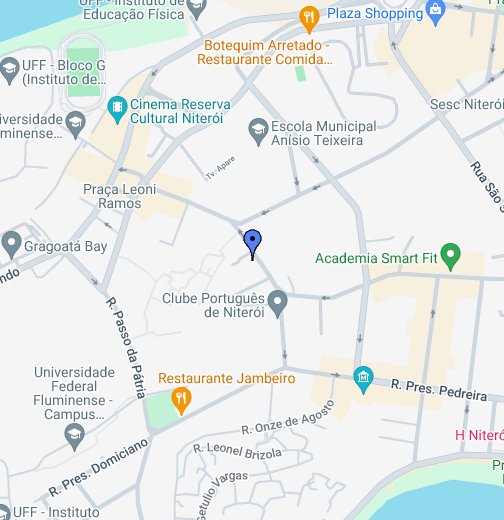 UFF - Instituto de
Educação Física
Plaza Shopping
Botequim Arretado -
Restaurante Comida...
UFF - Bloco G
(Instituto de...
Cinema Reserva
Cultural Niterói
Sesc Niterói
Universidade
Fluminense...
Escola Municipal
Anísio Teixeira
Tv. Apare
Rua São S
Praça Leoni
Ramos
Gragoatá Bay
ndo
Academia Smart Fit
Clube Português
de Niterói
R. Passo da Pátria
Universidade
Federal
Fluminense -
Campus...
Restaurante Jambeiro
R. Pres. Pedreira
R. Onze de Agosto
R. Pres. Domiciano
R. Leonel Brizola
Getulio Vargas
H Niteró
Pr
UFF - Instituto